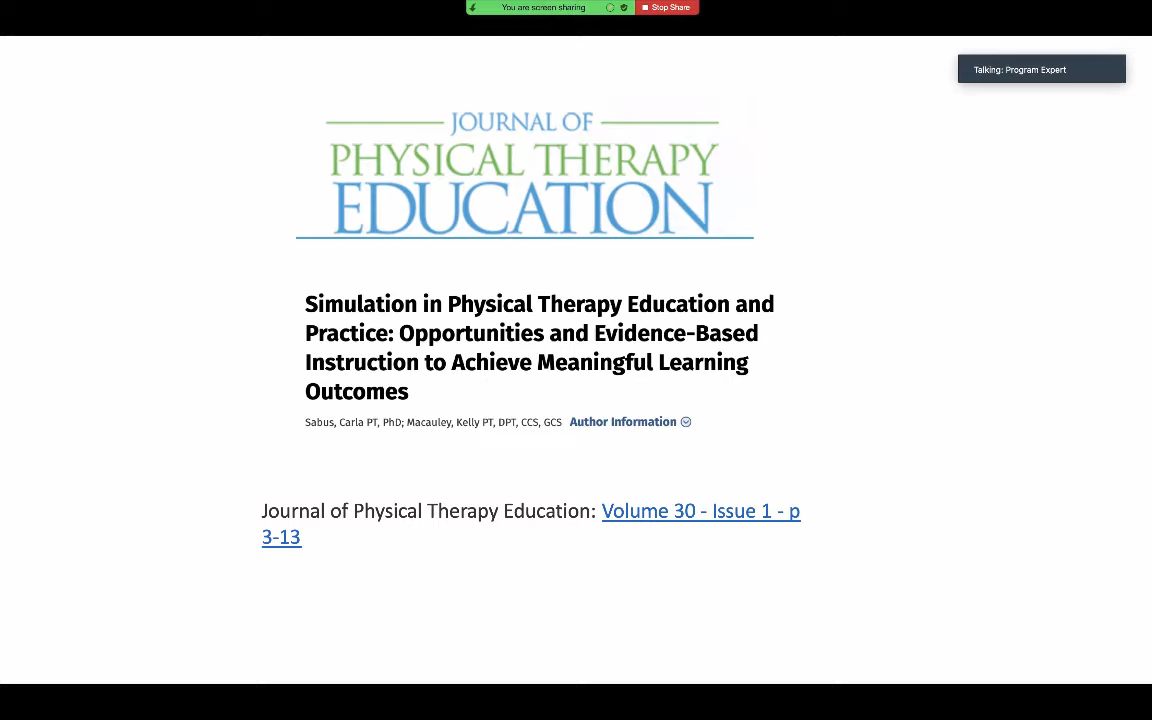 You are screen sharing
Stop Share
Talking: Program Expert
JOURNAL OF
PHYSICAL THERAPY
EDUCATION
Simulation in Physical Therapy Education and
Practice: Opportunities and Evidence-Based
Instruction to Achieve Meaningful Learning
Outcomes
Sabus, Carla PT, PhD; Macauley, Kelly PT, DPT, CCS, GCS Author Information
Journal of Physical Therapy Education: Volume 30 - Issue 1 - p
3-13